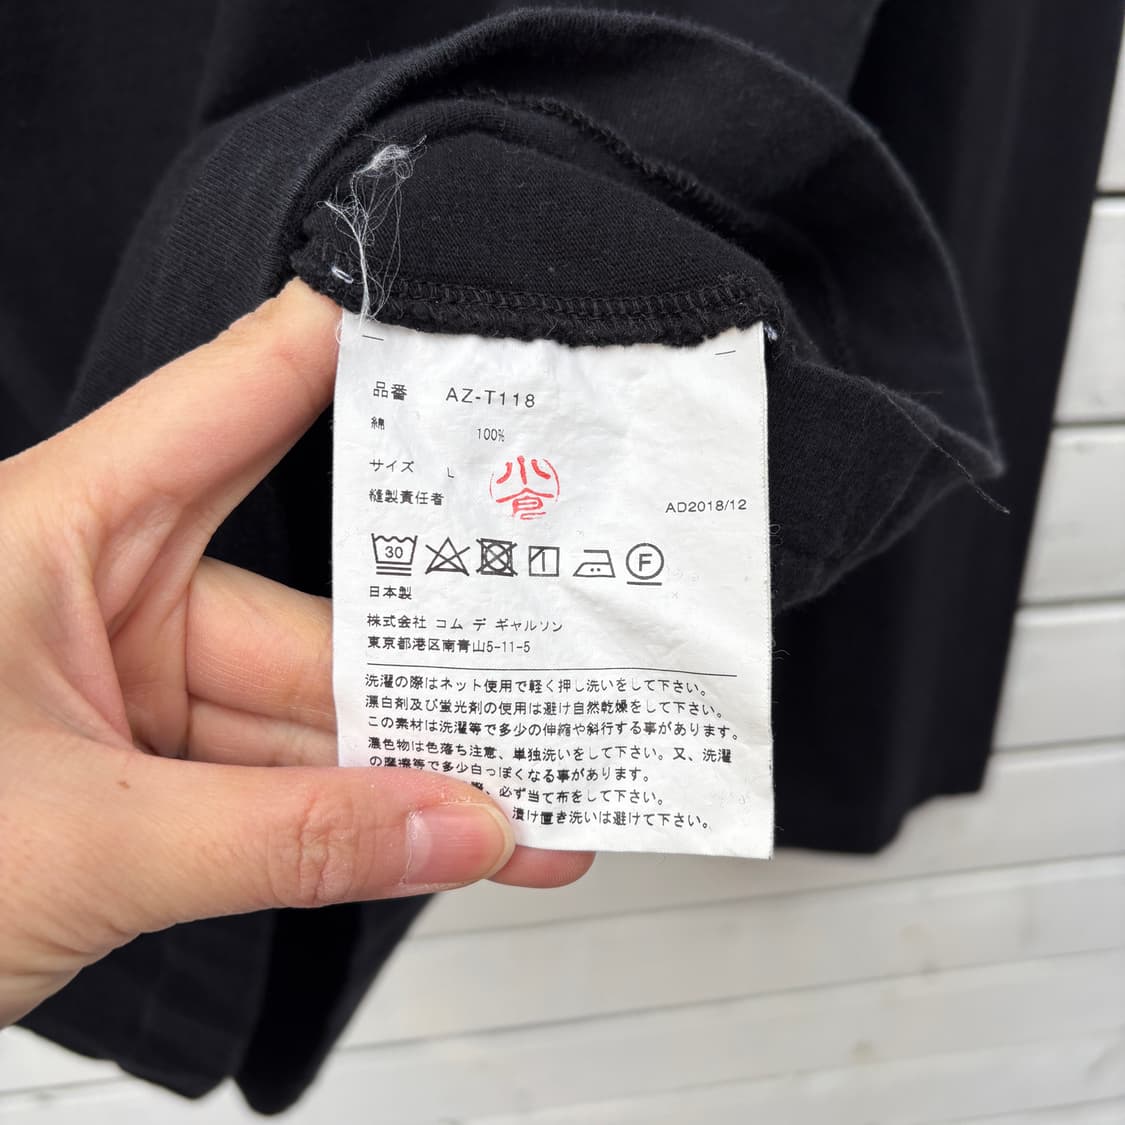 品番 AZ-T118
綿 100%
サイズ L
小倉
縫製責任者 AD2018/12
30 F
日本製
株式会社 コム デ ギャルソン
東京都港区南青山5-11-5
洗濯の際はネット使用で軽く押し洗いをして下さい。
漂白剤及び蛍光剤の使用は避け自然乾燥をして下さい。
この素材は洗濯等で多少の伸縮や斜行する事があります。
濃色物は色落ち注意、単独洗いをして下さい。又、洗濯
の摩擦等で多少白っぽくなる事があります。
際、必ず当て布をして下さい。
漬け置き洗いは避けて下さい。